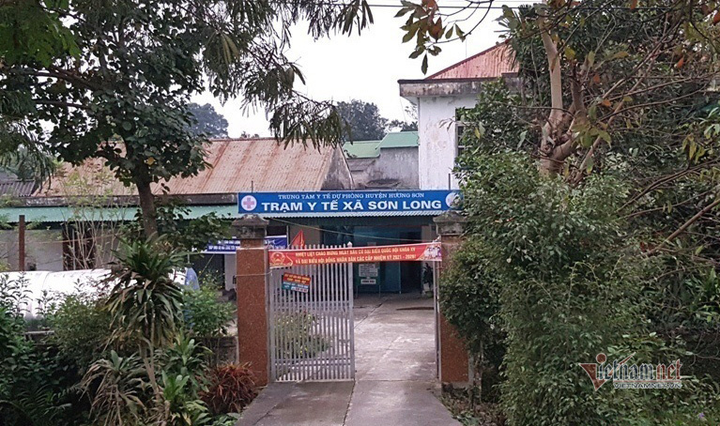 TRUNG TÂM Y TẾ DỰ PHÒNG HUYỆN HƯƠNG SƠN
TRẠM Y TẾ XÃ SƠN LONG
NHIỆT LIỆT CHÀO MỪNG NGÀY BẦU CỬ ĐẠI BIỂU QUỐC HỘI KHÓA XV
VÀ ĐẠI BIỂU HỘI ĐỒNG NHÂN DÂN CÁC CẤP NHIỆM KỲ 2021 - 2026!
Vietnamnet
VIETNAMNET.VN